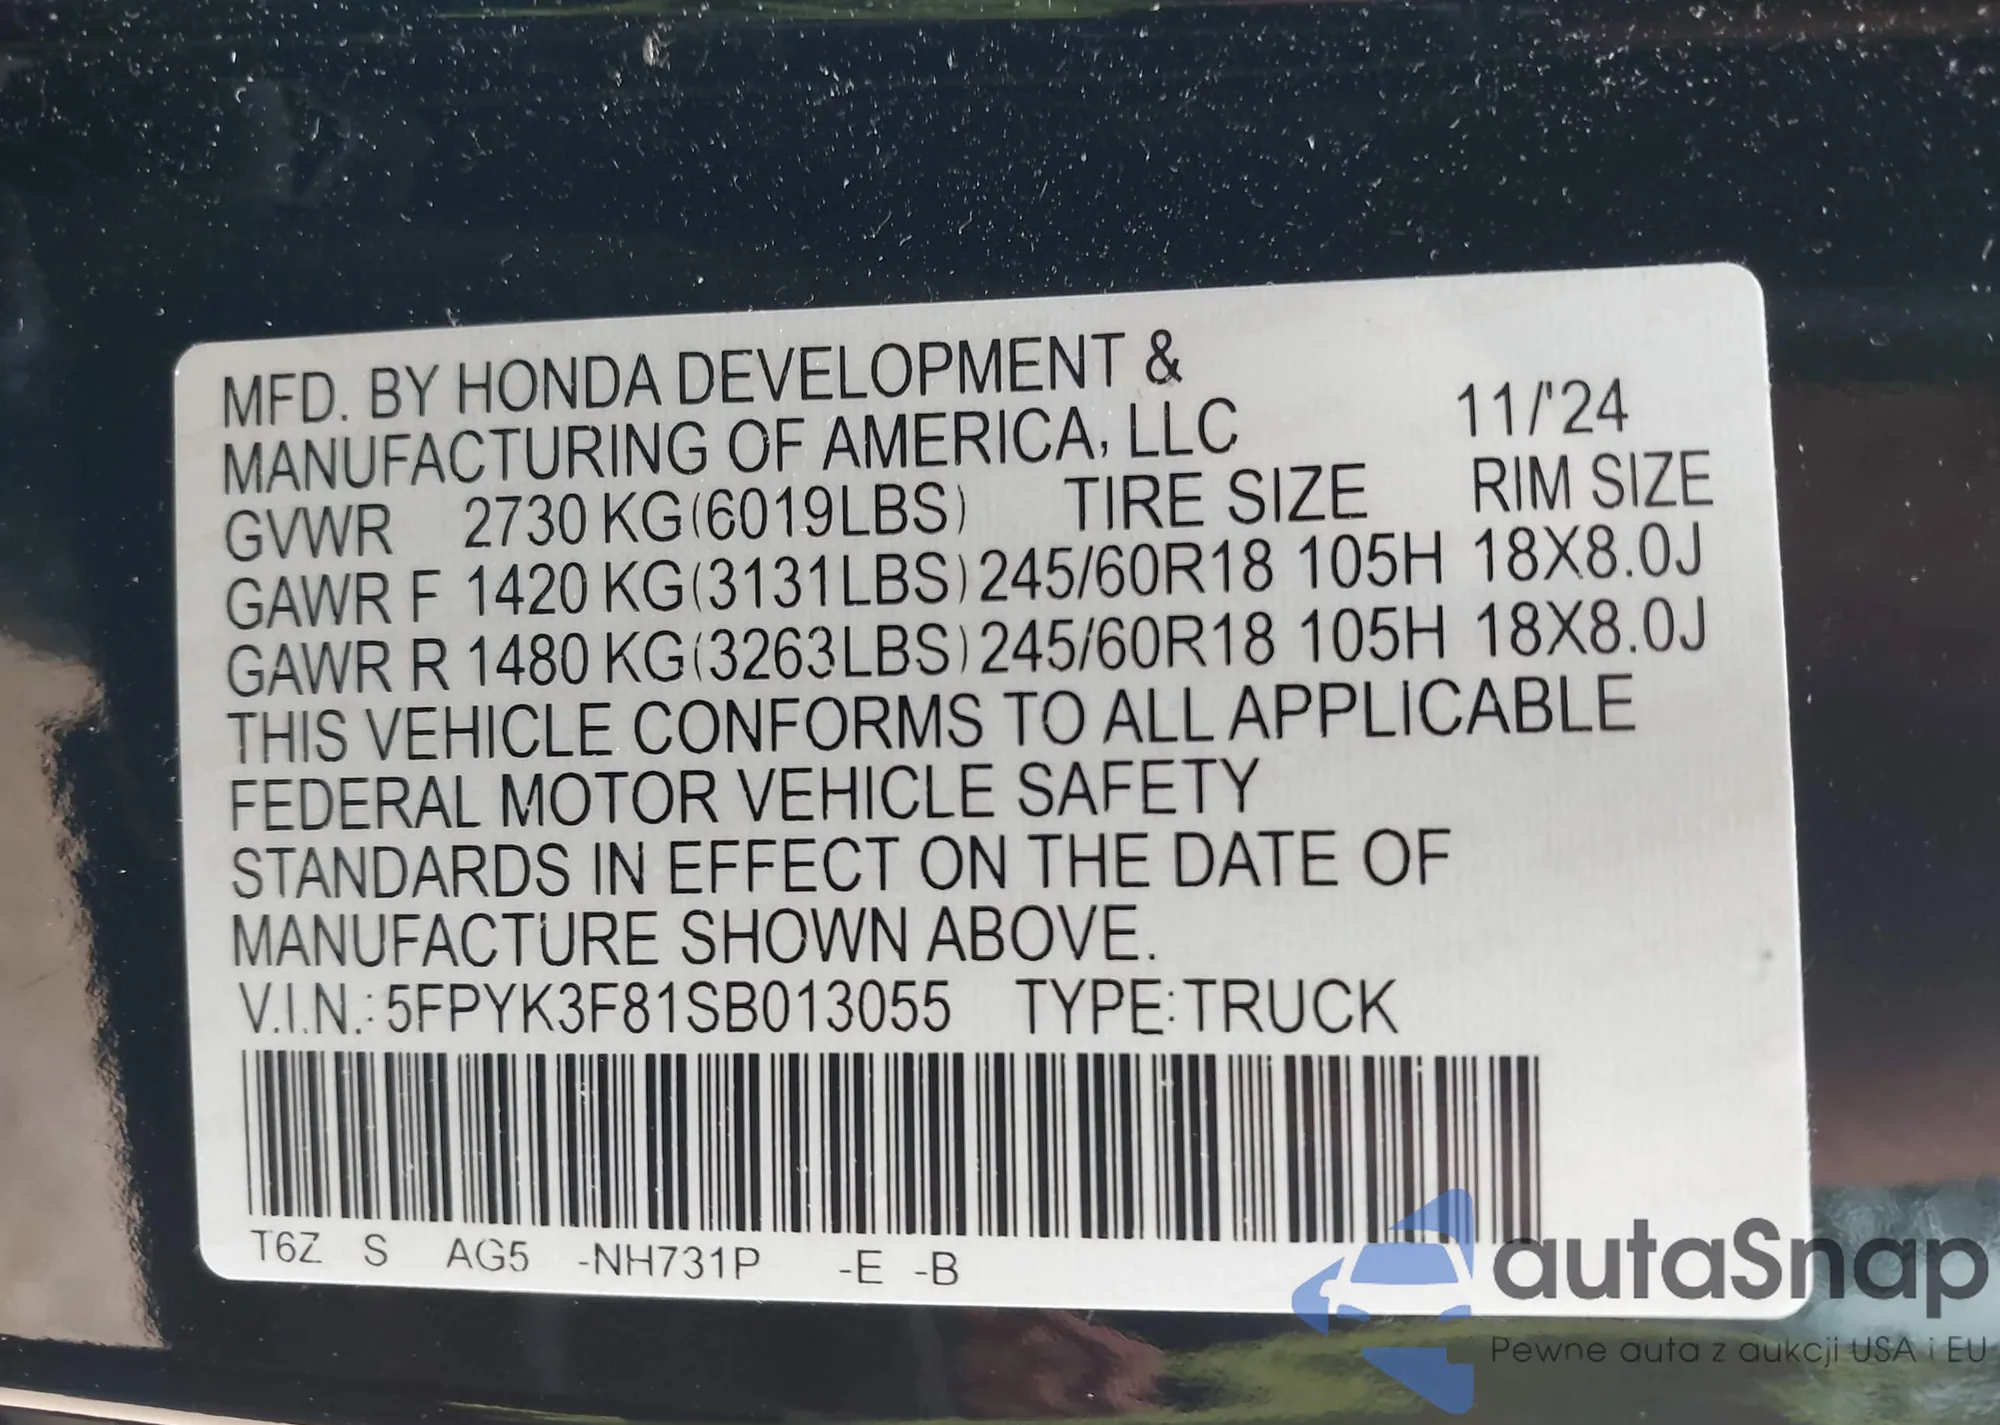 MFD. BY HONDA DEVELOPMENT &
MANUFACTURING OF AMERICA, LLC 11/'24
GVWR 2730 KG(6019LBS) TIRE SIZE RIM SIZE
GAWR F 1420 KG(3131LBS) 245/60R18 105H 18X8.0J
GAWR R 1480 KG(3263LBS) 245/60R18 105H 18X8.0J
THIS VEHICLE CONFORMS TO ALL APPLICABLE
FEDERAL MOTOR VEHICLE SAFETY
STANDARDS IN EFFECT ON THE DATE OF
MANUFACTURE SHOWN ABOVE.
V.I.N.: 5FPYK3F81SB013055 TYPE: TRUCK
T6Z S AG5 -NH731P -E -B
autaSnap
Pewne auta z aukcji USA i EU